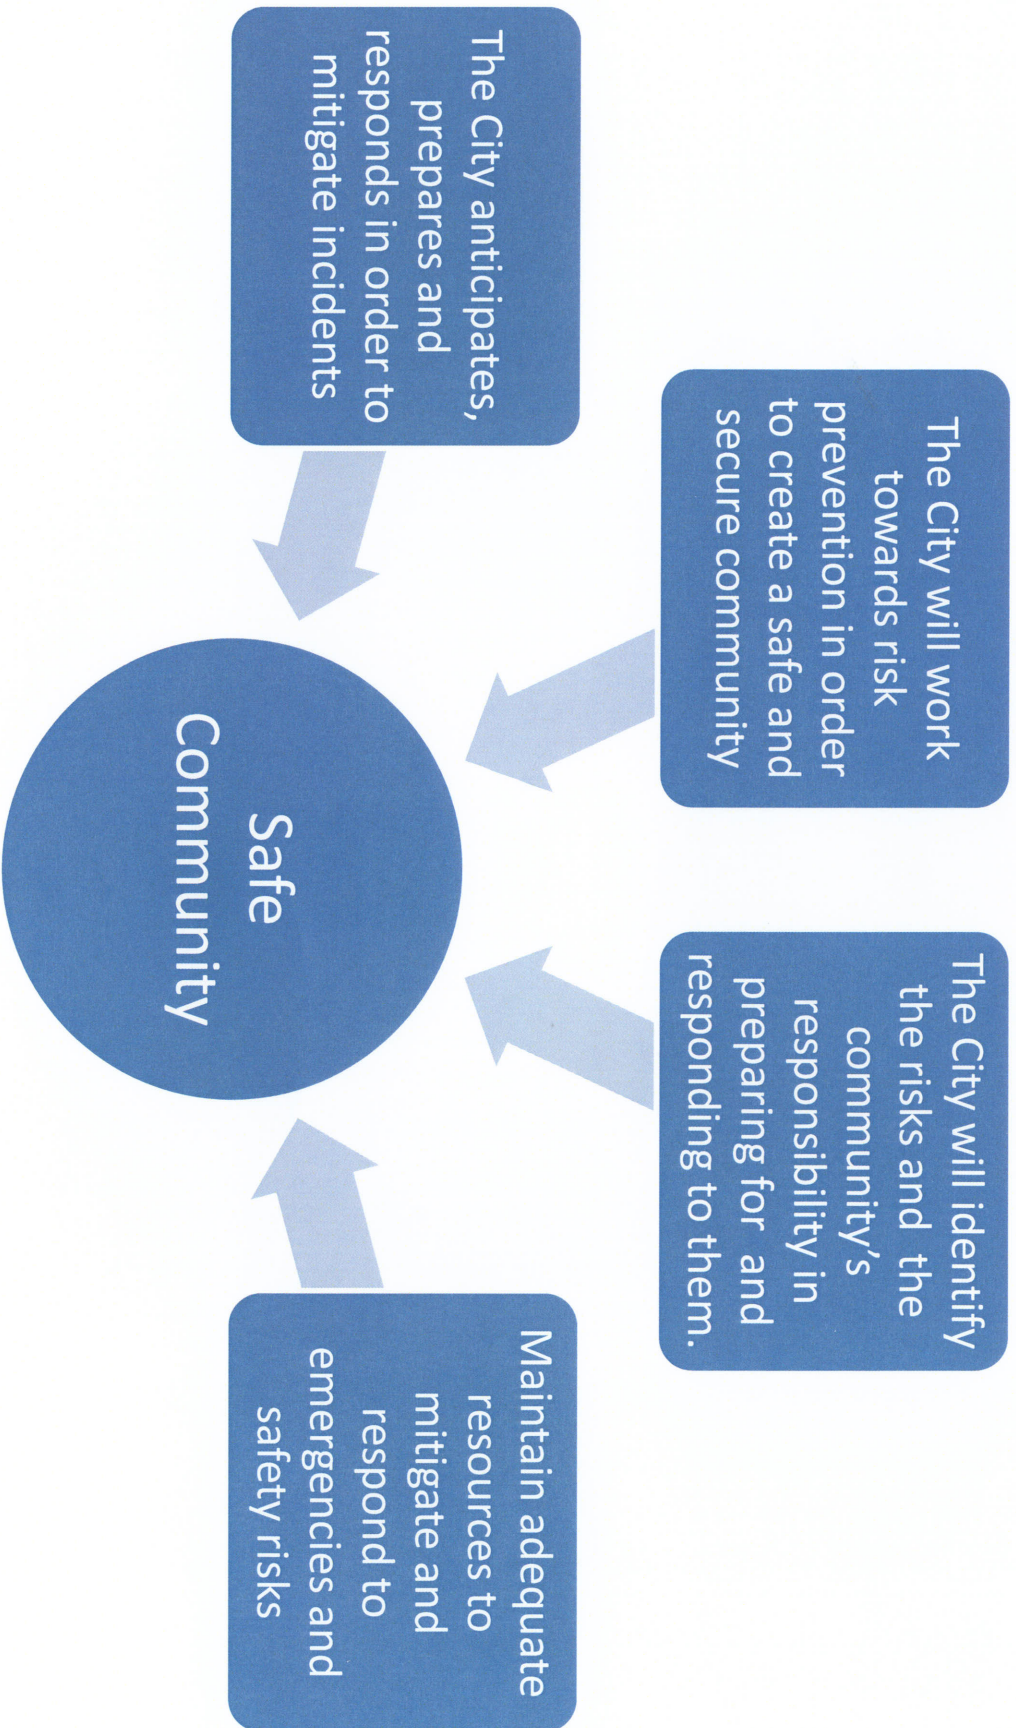 The City anticipates,
prepares and
responds in order to
mitigate incidents
The City will work
towards risk
prevention in order
to create a safe and
secure community
The City will identify
the risks and  the
community’s
responsibility in
preparing for  and
responding to them.
Maintain adequate
resources to
mitigate and
respond to
emergencies and
safety risks
Safe
Community